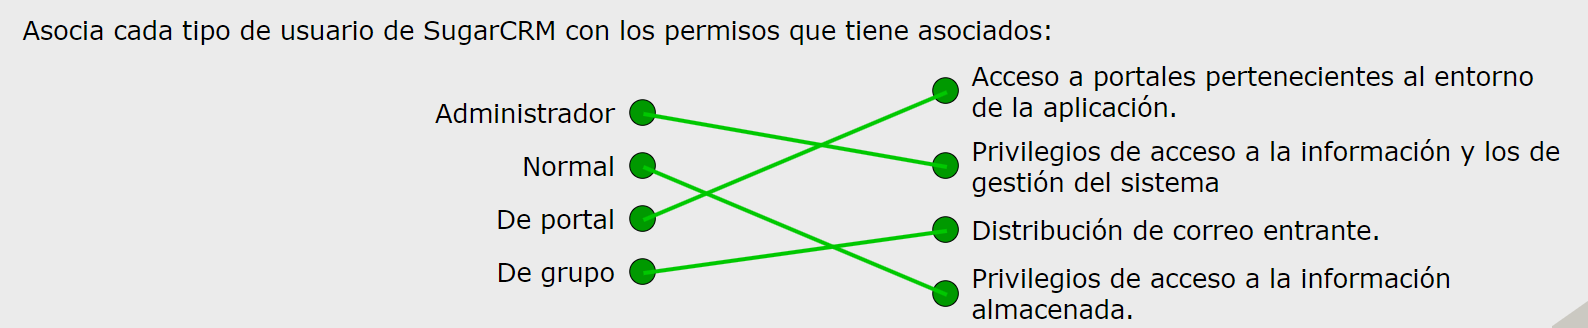 Asocia cada tipo de usuario de SugarCRM con los permisos que tiene asociados:
Administrador
Normal
De portal
De grupo
Acceso a portales pertenecientes al entorno
de la aplicación.
Privilegios de acceso a la información y los de
gestión del sistema
Distribución de correo entrante.
Privilegios de acceso a la información
almacenada.